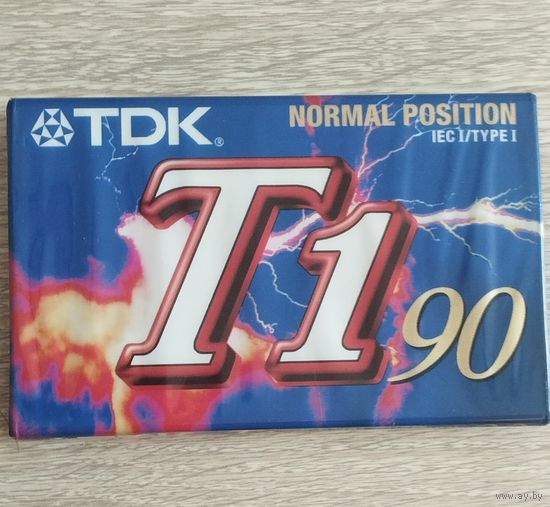 TDK®
NORMAL POSITION
IEC I/TYPE I
T1
90
www.ay.by